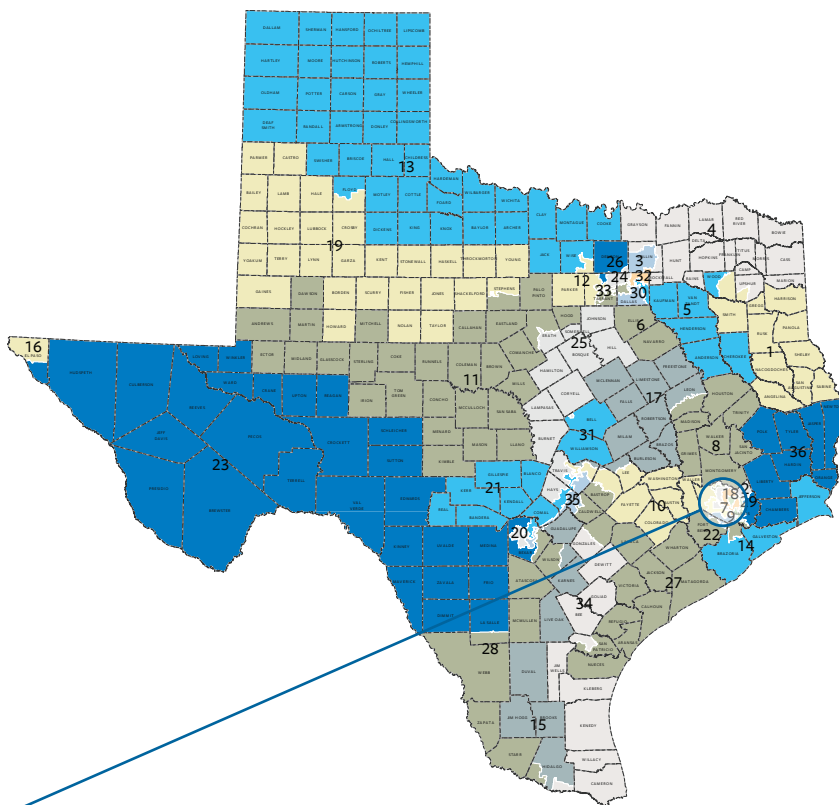 DALLAM SHERMAN HANSFORD OCHILTREE LIPSCOMB
HARTLEY MOORE HUTCHINSON ROBERTS HEMPHILL
OLDHAM POTTER CARSON GRAY WHEELER
DEAF SMITH RANDALL ARMSTRONG DONLEY COLLINGSWORTH
PARMER CASTRO SWISHER BRISCOE HALL CHILDRESS
13
BAILEY LAMB HALE FLOYD MOTLEY COTTLE HARDEMAN
FOARD WILBARGER WICHITA
COCHRAN HOCKLEY LUBBOCK CROSBY DICKENS KING KNOX BAYLOR ARCHER CLAY MONTAGUE COOKE GRAYSON FANNIN LAMAR RED RIVER BOWIE
4
19
YOAKUM TERRY LYNN GARZA KENT STONEWALL HASKELL THROCKMORTON YOUNG JACK WISE
26 3
HUNT DELTA HOPKINS FRANKLIN TITUS MORRIS CASS
CAMP MARION UPSHUR
ROCKWALL RAINS WOOD
12 24 32
33 30
GAINES DAWSON BORDEN SCURRY FISHER JONES SHACKELFORD STEPHENS PALO PINTO PARKER TARRANT DALLAS KAUFMAN VAN ZANDT
5
SMITH GREGG HARRISON
ANDREWS MARTIN HOWARD MITCHELL NOLAN TAYLOR CALLAHAN EASTLAND HOOD JOHNSON ELLIS
6
NAVARRO HENDERSON RUSK PANOLA
16
EL PASO
ECTOR MIDLAND GLASSCOCK STERLING COKE RUNNELS COLEMAN BROWN COMANCHE ERATH SOMERVELL BOSQUE HILL
25
FREESTONE ANDERSON CHEROKEE
1
SHELBY NACOGDOCHES SAN AUGUSTINE SABINE
ANGELINA
HUDSPETH CULBERSON REEVES WARD WINKLER CRANE UPTON REAGAN IRION TOM GREEN CONCHO
11
MCCULLOCH SAN SABA MILLS HAMILTON CORYELL MCLENNAN LIMESTONE
17
LEON HOUSTON TRINITY
LAMPASAS FALLS ROBERTSON MADISON WALKER
8
SAN JACINTO POLK TYLER
36
JEFF DAVIS PECOS
23
CROCKETT SCHLEICHER MENARD MASON LLANO BURNET BELL
31
WILLIAMSON MILAM BRAZOS BURLESON GRIMES MONTGOMERY HARDIN LIBERTY
PRESIDIO BREWSTER TERRELL SUTTON KIMBLE GILLESPIE BLANCO TRAVIS LEE WASHINGTON WALLER
VAL VERDE EDWARDS KERR
21
KENDALL HAYS
35
BASTROP CALDWELL FAYETTE
10
AUSTIN COLORADO
18 2
7 29
9
CHAMBERS JEFFERSON
REAL BANDERA COMAL GUADALUPE FORT BEND
22
GALVESTON
14
BRAZORIA
KINNEY UVALDE MEDINA
20
WILSON GONZALES DEWITT WHARTON JACKSON
27
MATAGORDA
MAVERICK ZAVALA FRIO ATASCOSA KARNES VICTORIA CALHOUN
DIMMIT LA SALLE MCMULLEN LIVE OAK
34
GOLIAD BEE REFUGIO ARANSAS
SAN PATRICIO NUECES
28
WEBB DUVAL JIM WELLS KLEBERG
ZAPATA JIM HOGG BROOKS KENEDY
15
STARR HIDALGO WILLACY
CAMERON